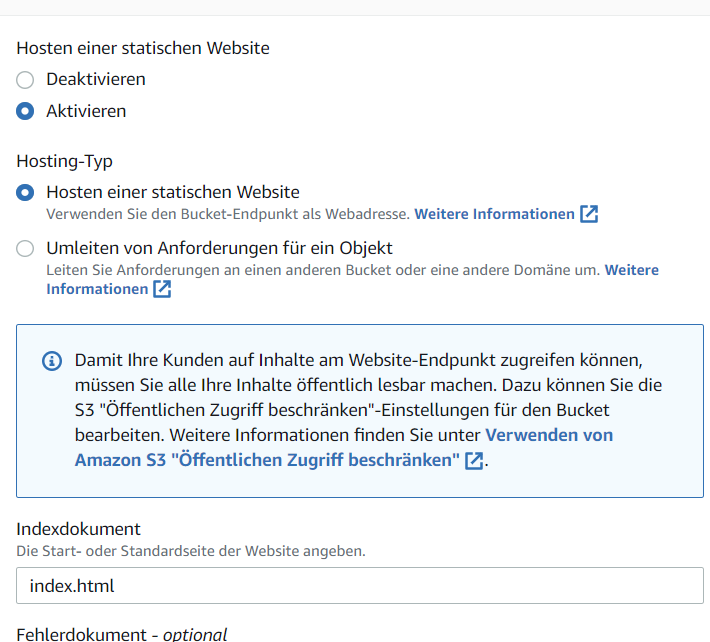 Hosten einer statischen Website
Deaktivieren
Aktivieren
Hosting-Typ
Hosten einer statischen Website
Verwenden Sie den Bucket-Endpunkt als Webadresse. Weitere Informationen
Umleiten von Anforderungen für ein Objekt
Leiten Sie Anforderungen an einen anderen Bucket oder eine andere Domäne um. Weitere
Informationen
Damit Ihre Kunden auf Inhalte am Website-Endpunkt zugreifen können,
müssen Sie alle Ihre Inhalte öffentlich lesbar machen. Dazu können Sie die
S3 "Öffentlichen Zugriff beschränken"-Einstellungen für den Bucket
bearbeiten. Weitere Informationen finden Sie unter Verwenden von
Amazon S3 "Öffentlichen Zugriff beschränken".
Indexdokument
Die Start- oder Standardseite der Website angeben.
index.html
Fehlerdokument - optional